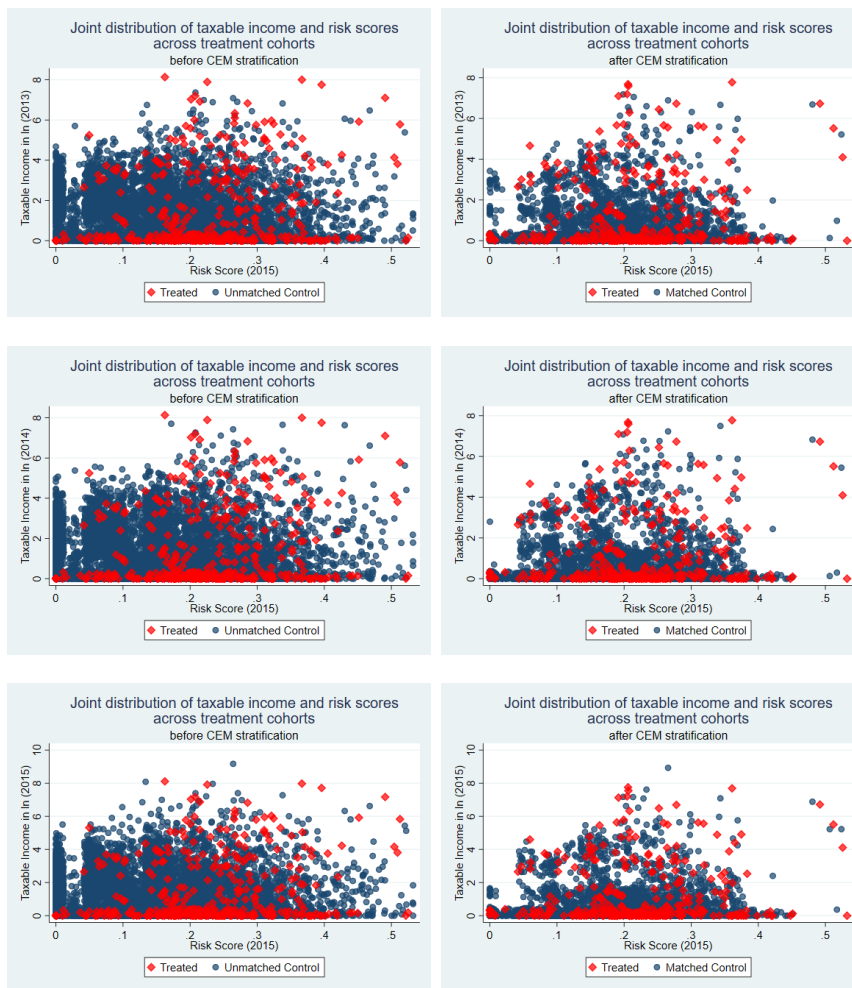 Joint distribution of taxable income and risk scores
across treatment cohorts
before CEM stratification
Taxable Income in ln (2013)
8
6
4
2
0
0 .1 .2 .3 .4 .5
Risk Score (2015)
Treated Unmatched Control
Joint distribution of taxable income and risk scores
across treatment cohorts
after CEM stratification
Taxable Income in ln (2013)
8
6
4
2
0
0 .1 .2 .3 .4 .5
Risk Score (2015)
Treated Matched Control
Joint distribution of taxable income and risk scores
across treatment cohorts
before CEM stratification
Taxable Income in ln (2014)
8
6
4
2
0
0 .1 .2 .3 .4 .5
Risk Score (2015)
Treated Unmatched Control
Joint distribution of taxable income and risk scores
across treatment cohorts
after CEM stratification
Taxable Income in ln (2014)
8
6
4
2
0
0 .1 .2 .3 .4 .5
Risk Score (2015)
Treated Matched Control
Joint distribution of taxable income and risk scores
across treatment cohorts
before CEM stratification
Taxable Income in ln (2015)
10
8
6
4
2
0
0 .1 .2 .3 .4 .5
Risk Score (2015)
Treated Unmatched Control
Joint distribution of taxable income and risk scores
across treatment cohorts
after CEM stratification
Taxable Income in ln (2015)
10
8
6
4
2
0
0 .1 .2 .3 .4 .5
Risk Score (2015)
Treated Matched Control